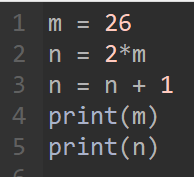 1 m = 26
2 n = 2*m
3 n = n + 1
4 print(m)
5 print(n)